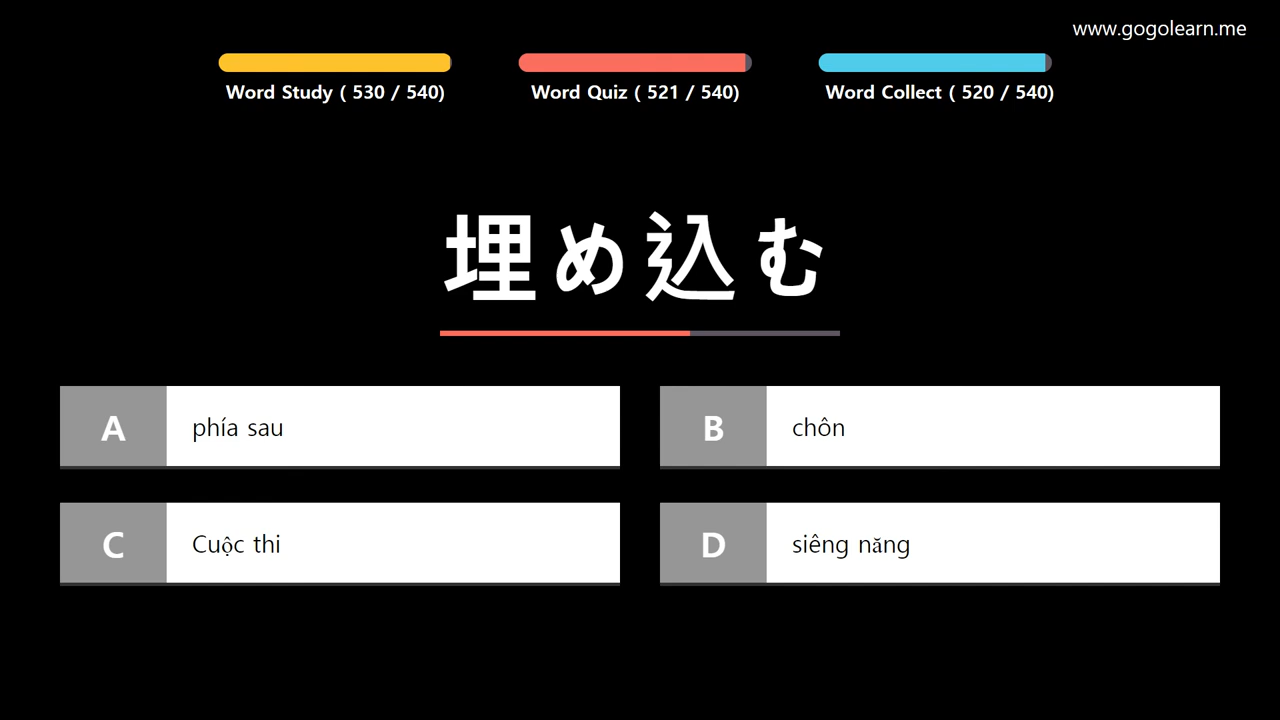 www.gogolearn.me
Word Study ( 530 / 540)
Word Quiz ( 521 / 540)
Word Collect ( 520 / 540)
埋め込む
A phía sau
B chôn
C Cuộc thi
D siêng năng